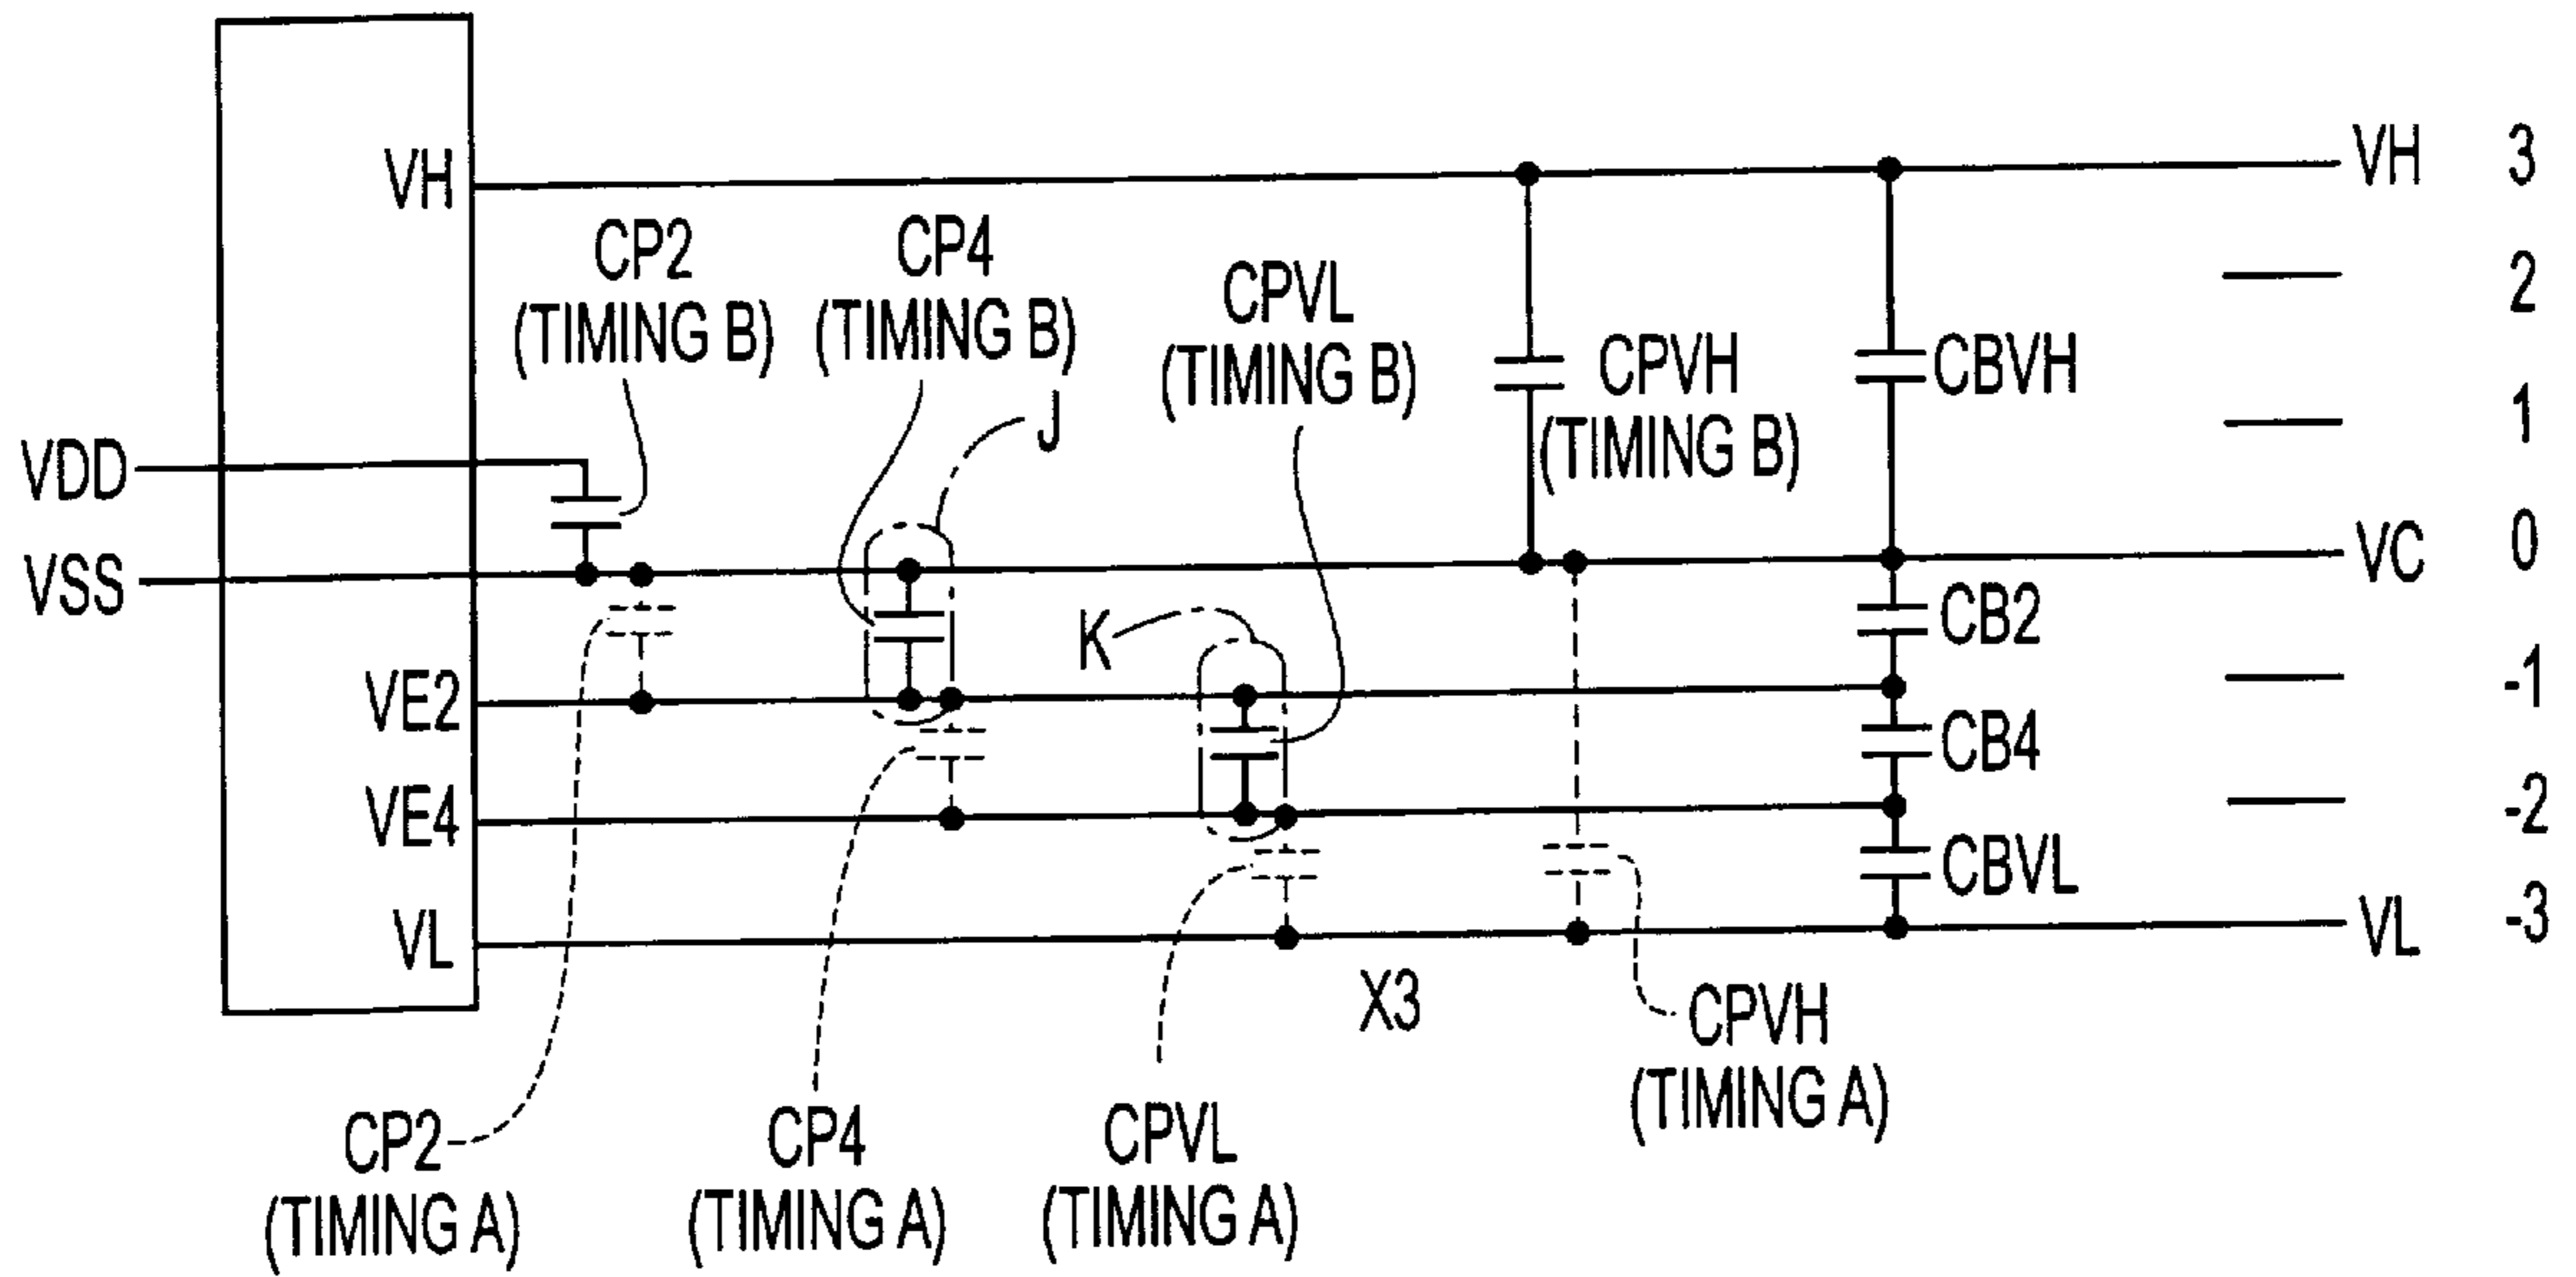 VH
VH 3
CP2
(TIMING B)
CP4
(TIMING B)
CPVL
(TIMING B)
2
CPVH
(TIMING B)
CBVH
J
1
VDD
VSS
VC 0
CB2
K
VE2
-1
CB4
VE4
-2
CBVL
VL
VL -3
X3
CPVH
(TIMING A)
CP2
(TIMING A)
CP4
(TIMING A)
CPVL
(TIMING A)